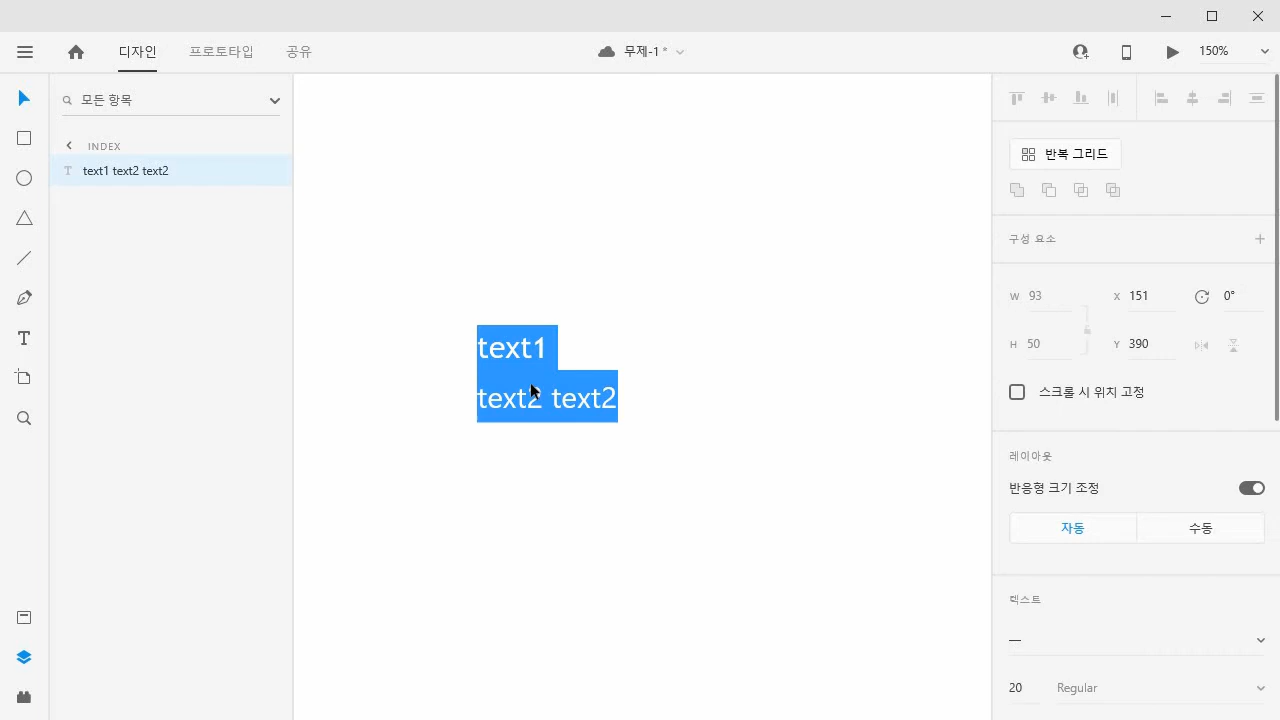 디자인
프로토타입
공유
무제-1 *
150%
모든 항목
INDEX
T text1 text2 text2
text1
text2 text2
반복 그리드
구성 요소
W 93 X 151 0°
H 50 Y 390
스크롤 시 위치 고정
레이아웃
반응형 크기 조정
자동 수동
텍스트
—
20 Regular